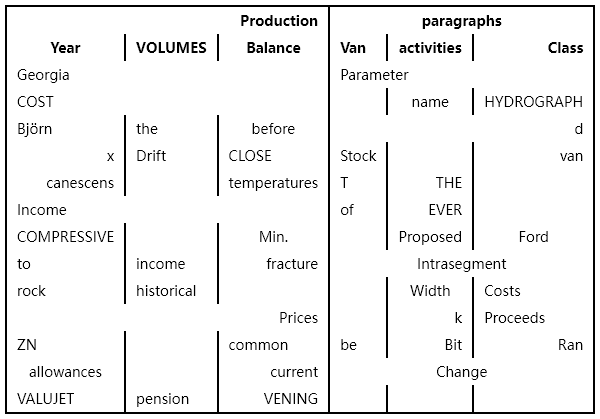 Production paragraphs
Year VOLUMES Balance Van activities Class
Georgia Parameter
COST name HYDROGRAPH
Björn the before d
x Drift CLOSE Stock van
canescens temperatures T THE
Income of EVER
COMPRESSIVE Min. Proposed Ford
to income fracture Intrasegment
rock historical Width Costs
Prices k Proceeds
ZN common be Bit Ran
allowances current Change
VALUJET pension VENING